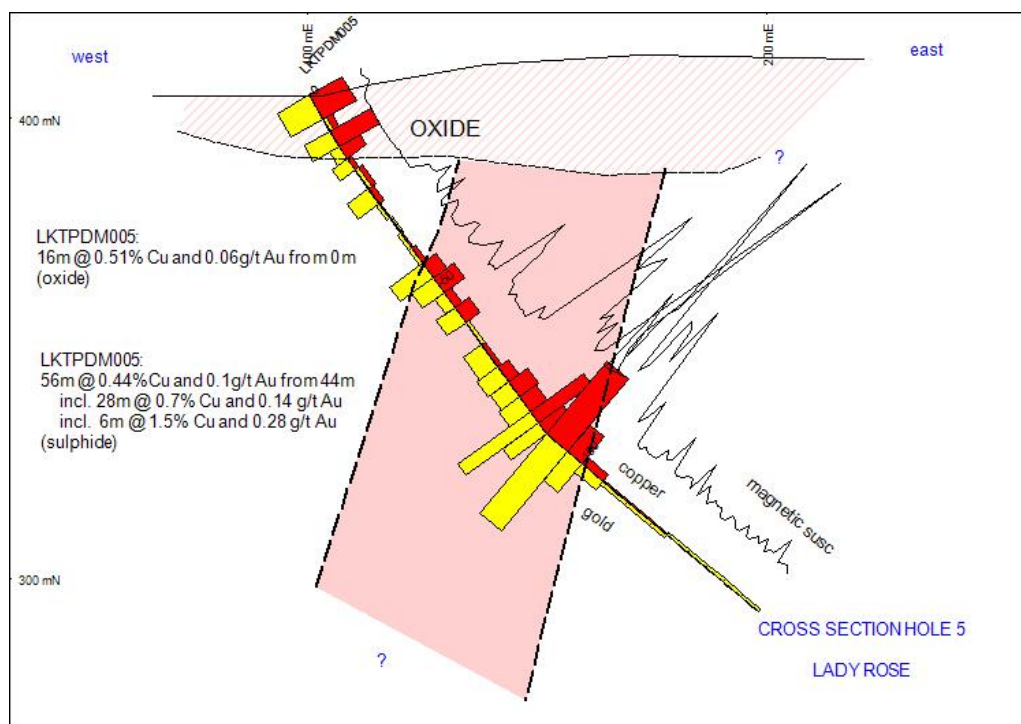 west
100 mE
LKTPDM005
200 mE
east
400 mN
OXIDE
?
LKTPDM005:
16m @ 0.51% Cu and 0.06g/t Au from 0m
(oxide)
LKTPDM005:
56m @ 0.44%Cu and 0.1g/t Au from 44m
incl. 28m @ 0.7% Cu and 0.14 g/t Au
incl. 6m @ 1.5% Cu and 0.28 g/t Au
(sulphide)
copper
gold
magnetic susc
300 mN
CROSS SECTION HOLE 5
LADY ROSE
?